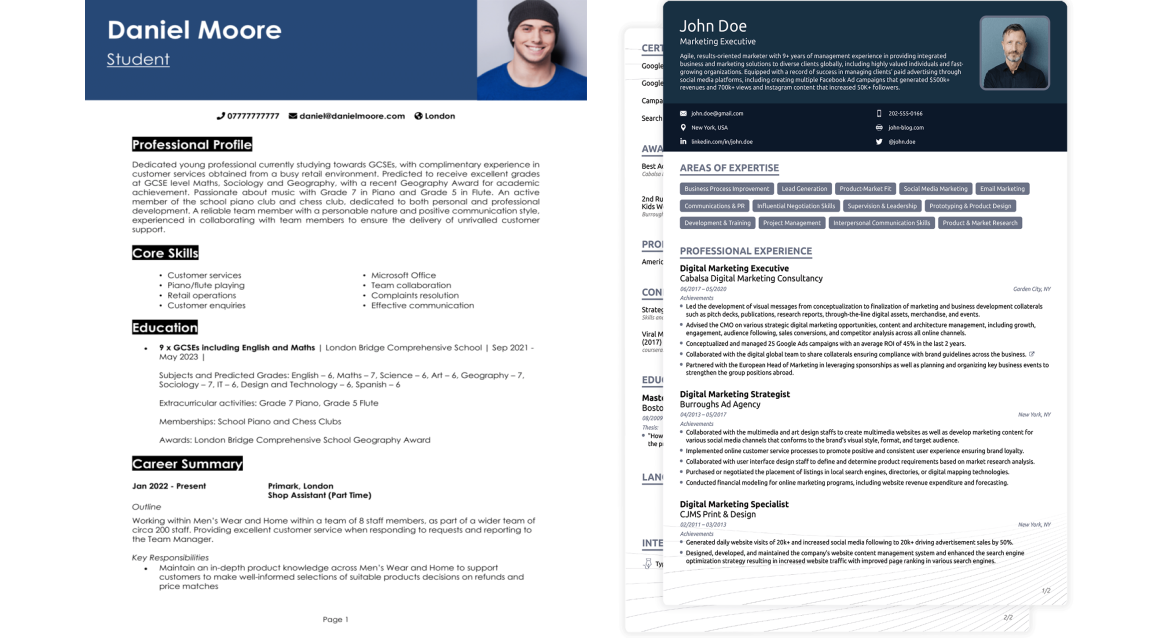 Daniel Moore
Student
07777777777 daniel@danielmoore.com London
Professional Profile
Dedicated young professional currently studying towards GCSEs, with complimentary experience in
customer services obtained from a busy retail environment. Predicted to receive excellent grades
at GCSE level Maths, Sociology and Geography, with a recent Geography Award for academic
achievement. Passionate about music with Grade 7 in Piano and Grade 5 in Flute. An active
member of the school piano club and chess club, dedicated to both personal and professional
development. A reliable team member with a personable nature and positive communication style,
experienced in collaborating with team members to ensure the delivery of unrivalled customer
support.
Core Skills
• Customer services
• Piano/flute playing
• Retail operations
• Customer enquiries
• Microsoft Office
• Team collaboration
• Complaints resolution
• Effective communication
Education
• 9 x GCSEs including English and Maths | London Bridge Comprehensive School | Sep 2021 -
May 2023 |
Subjects and Predicted Grades: English – 6, Maths – 7, Science – 6, Art – 6, Geography – 7,
Sociology – 7, IT – 6, Design and Technology – 6, Spanish – 6
Extracurricular activities: Grade 7 Piano, Grade 5 Flute
Memberships: School Piano and Chess Clubs
Awards: London Bridge Comprehensive School Geography Award
Career Summary
Jan 2022 - Present Primark, London
Shop Assistant (Part Time)
Outline
Working within Men's Wear and Home within a team of 8 staff members, as part of a wider team of
circa 200 staff. Providing excellent customer service when responding to requests and reporting to
the Team Manager.
Key Responsibilities
• Maintain an in-depth product knowledge across Men's Wear and Home to support
customers to make well-informed selections of suitable products decisions on refunds and
price matches
Page 1
CERT
Google
Google
Campa
Search
AWA
Best A
Cabalsa
2nd Ru
Kids W
Burroug
PRO
Americ
CON
Strateg
Skills and
Viral M
(2017)
coursera
EDUC
Maste
Bosto
08/2009
Thesis
• "How
the p
LANG
INTE
Typ
2/2
John Doe
Marketing Executive
Agile, results-oriented marketer with 9+ years of management experience in providing integrated
business and marketing solutions to diverse clients globally, including highly valued individuals and fast-
growing organizations. Equipped with a record of success in managing clients' paid advertising through
social media platforms, including creating multiple Facebook Ad campaigns that generated $500k+
revenues and 700k+ views and Instagram content that increased 50K+ followers.
john.doe@gmail.com
202-555-0166
New York, USA
john-blog.com
linkedin.com/in/john.doe
@john.doe
AREAS OF EXPERTISE
Business Process Improvement Lead Generation Product-Market Fit Social Media Marketing Email Marketing
Communications & PR Influential Negotiation Skills Supervision & Leadership Prototyping & Product Design
Development & Training Project Management Interpersonal Communication Skills Product & Market Research
PROFESSIONAL EXPERIENCE
Digital Marketing Executive
Cabalsa Digital Marketing Consultancy
06/2017 – 05/2020 Garden City, NY
Achievements
Led the development of visual messages from conceptualization to finalization of marketing and business development collaterals
such as pitch decks, publications, research reports, through-the-line digital assets, merchandise, and events.
Advised the CMO on various strategic digital marketing opportunities, content and architecture management, including growth,
engagement, audience following, sales conversions, and competitor analysis across all online channels.
Conceptualized and managed 25 Google Ads campaigns with an average ROI of 45% in the last 2 years.
Collaborated with the digital global team to share collaterals ensuring compliance with brand guidelines across the business.
Partnered with the European Head of Marketing in leveraging sponsorships as well as planning and organizing key business events to
strengthen the group positions abroad.
Digital Marketing Strategist
Burroughs Ad Agency
04/2013 – 05/2017 New York, NY
Achievements
Collaborated with the multimedia and art design staffs to create multimedia websites as well as develop marketing content for
various social media channels that conforms to the brand's visual style, format, and target audience.
Implemented online customer service processes to promote positive and consistent user experience ensuring brand loyalty.
Collaborated with user interface design staff to define and determine product requirements based on market research analysis.
Purchased or negotiated the placement of listings in local search engines, directories, or digital mapping technologies.
Conducted financial modeling for online marketing programs, including website revenue expenditure and forecasting.
Digital Marketing Specialist
CJMS Print & Design
02/2011 – 03/2013 New York, NY
Achievements
Generated daily website visits of 20k+ and increased social media following to 20k+ driving advertisement sales by 50%.
Designed, developed, and maintained the company's website content management system and enhanced the search engine
optimization strategy resulting in increased website traffic with improved page ranking in various search engines.
1/2